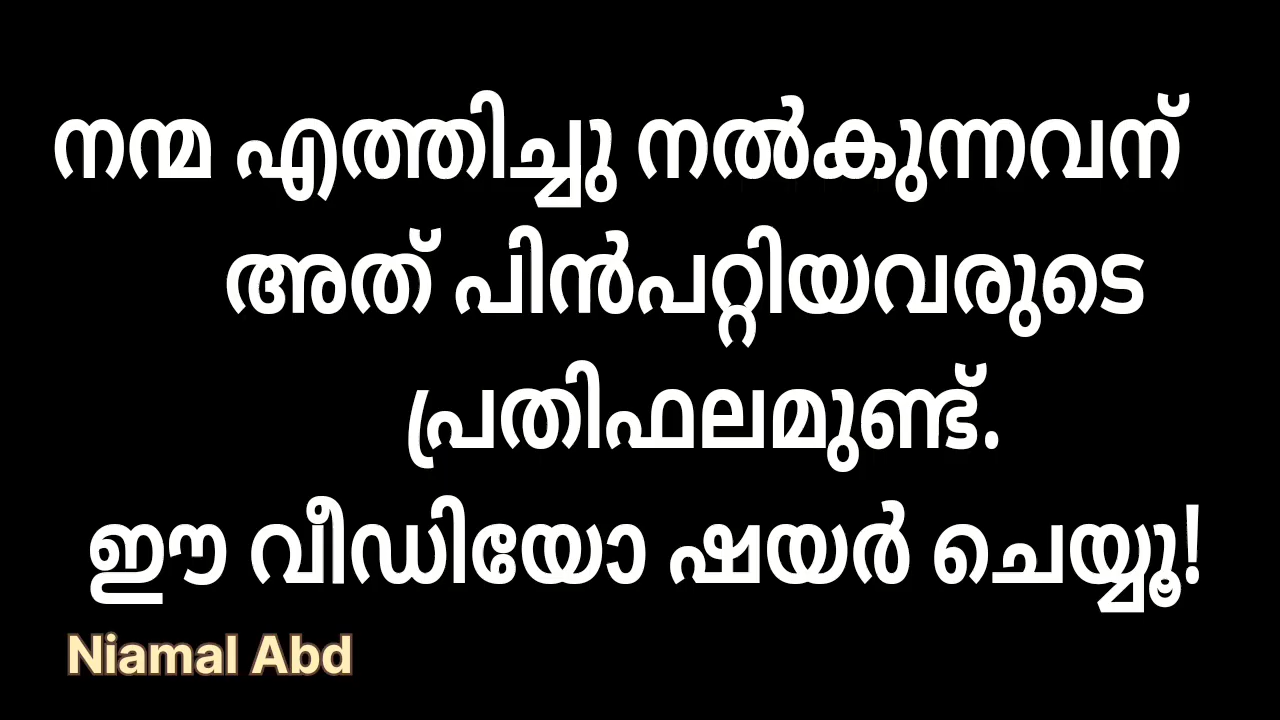 നന്മ എത്തിച്ചു നൽകുന്നവന്
അത് പിൻപറ്റിയവരുടെ
പ്രതിഫലമുണ്ട്.
ഈ വീഡിയോ ഷയർ ചെയ്യൂ!
Niamal Abd